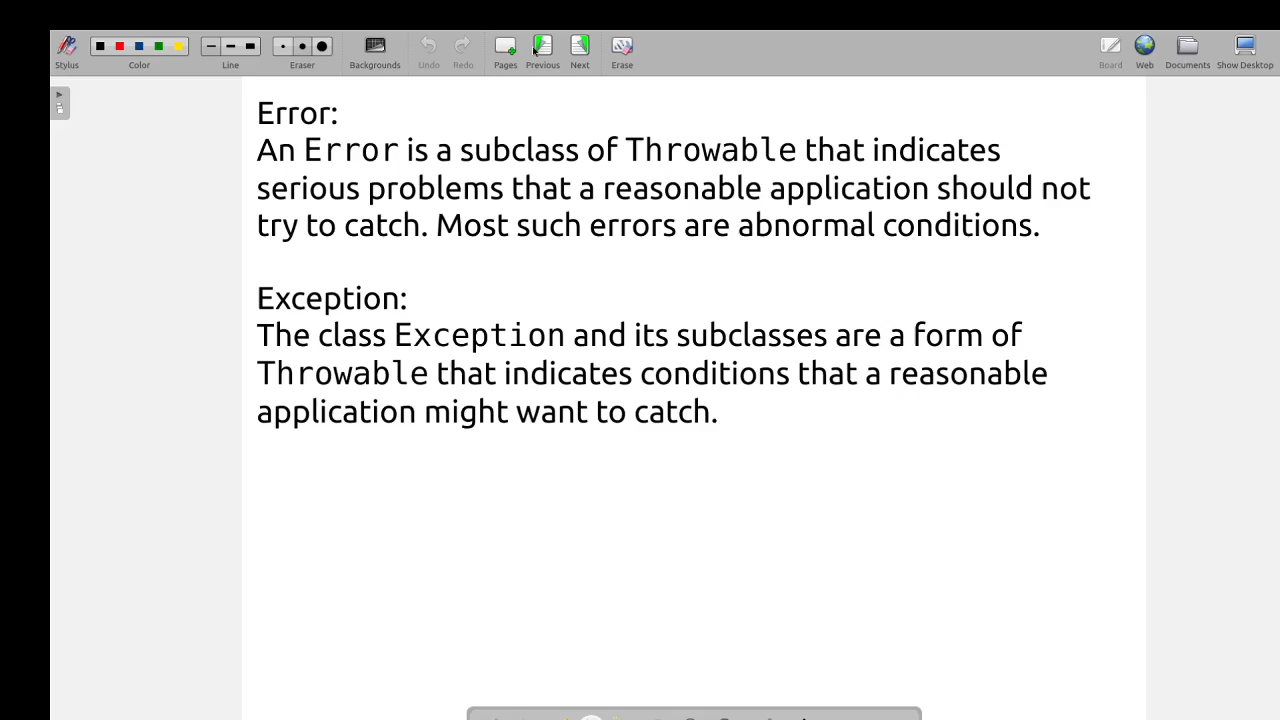 Stylus
Color
Line
Eraser
Backgrounds
Undo
Redo
Pages
Previous
Next
Erase
Board
Web
Documents
Show Desktop
Error:
An Error is a subclass of Throwable that indicates
serious problems that a reasonable application should not
try to catch. Most such errors are abnormal conditions.
Exception:
The class Exception and its subclasses are a form of
Throwable that indicates conditions that a reasonable
application might want to catch.